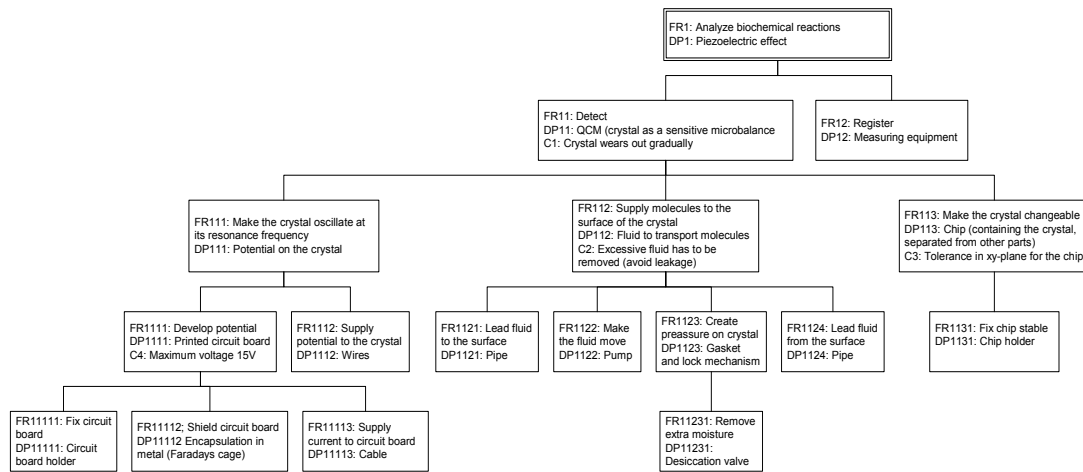 FR1: Analyze biochemical reactions
DP1: Piezoelectric effect
FR11: Detect
DP11: QCM (crystal as a sensitive microbalance
C1: Crystal wears out gradually
FR12: Register
DP12: Measuring equipment
FR111: Make the crystal oscillate at
its resonance frequency
DP111: Potential on the crystal
FR112: Supply molecules to the
surface of the crystal
DP112: Fluid to transport molecules
C2: Excessive fluid has to be
removed (avoid leakage)
FR113: Make the crystal changeable
DP113: Chip (containing the crystal,
separated from other parts)
C3: Tolerance in xy-plane for the chip
FR1111: Develop potential
DP1111: Printed circuit board
C4: Maximum voltage 15V
FR1112: Supply
potential to the crystal
DP1112: Wires
FR1121: Lead fluid
to the surface
DP1121: Pipe
FR1122: Make
the fluid move
DP1122: Pump
FR1123: Create
preassure on crystal
DP1123: Gasket
and lock mechanism
FR1124: Lead fluid
from the surface
DP1124: Pipe
FR1131: Fix chip stable
DP1131: Chip holder
FR11111: Fix circuit
board
DP11111: Circuit
board holder
FR11112; Shield circuit board
DP11112 Encapsulation in
metal (Faradays cage)
FR11113: Supply
current to circuit board
DP11113: Cable
FR11231: Remove
extra moisture
DP11231:
Desiccation valve